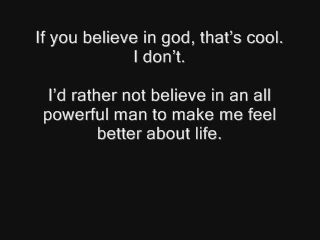 If you believe in god, that’s cool.
I don’t.
I’d rather not believe in an all
powerful man to make me feel
better about life.